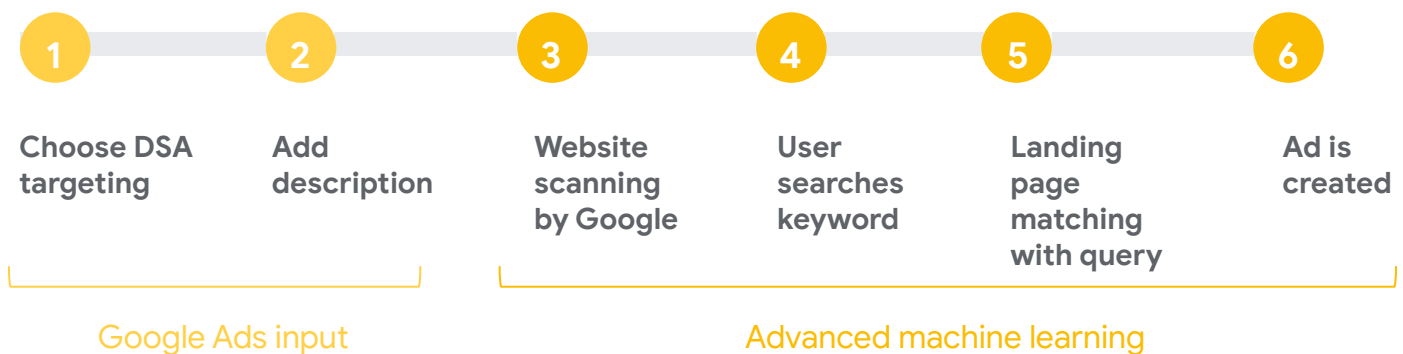 1
2
3
4
5
6
Choose DSA
targeting
Add
description
Website
scanning
by Google
User
searches
keyword
Landing
page
matching
with query
Ad is
created
Google Ads input
Advanced machine learning